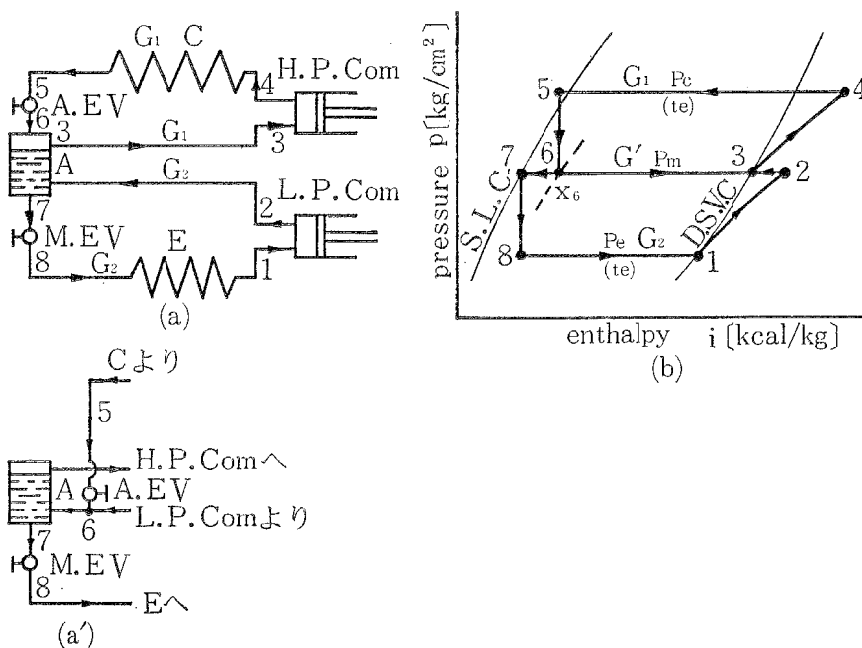 G₁ C
4
H.P.Com
5
A.EV
6
3
G₁
3
A
G₂
2
L.P.Com
7
M.EV
8
G₂
E
1
(a)
pressure p [kg/cm²]
5
G₁ Pc
(te)
4
7
6
G′ Pm
3
2
x₆
S.L.C
D.S.V.C
8
Pe G₂
(te)
1
enthalpy i [kcal/kg]
(b)
Cより
5
H.P.Comへ
A
A.EV
6
L.P.Comより
7
M.EV
8
Eへ
(a′)